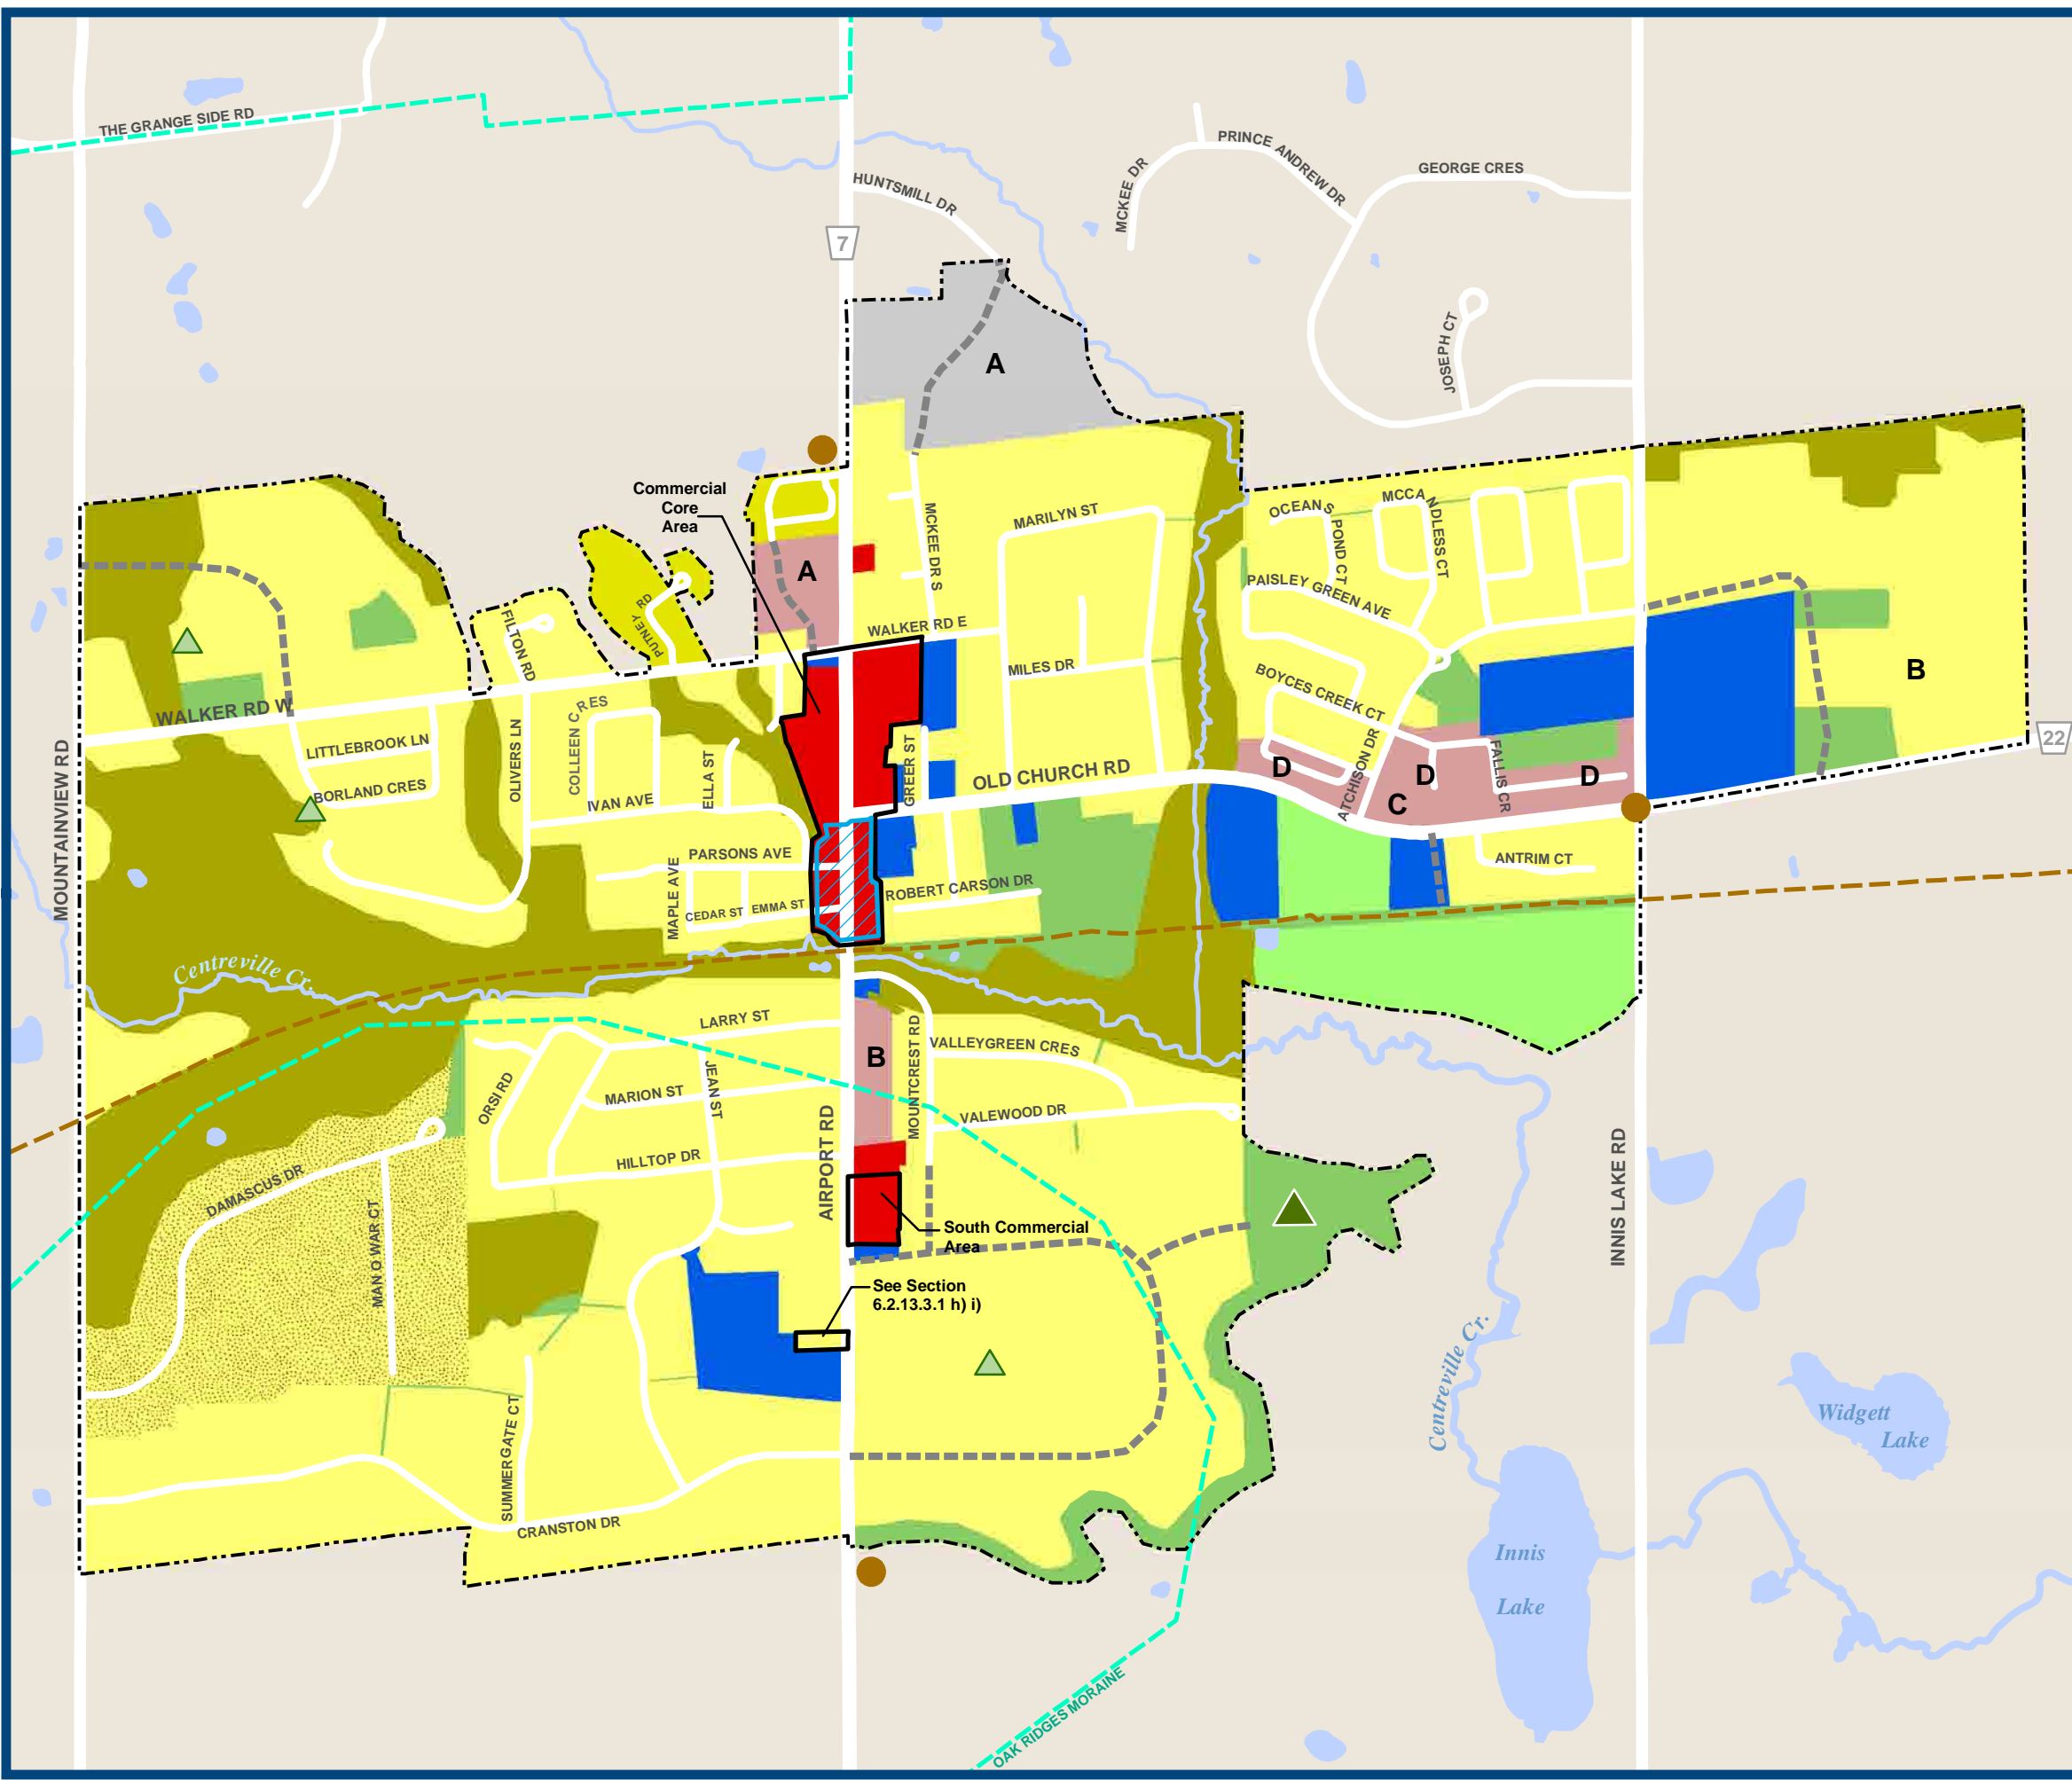 THE GRANGE SIDE RD
HUNTSMILL DR
MCKEE DR
PRINCE ANDREW DR
GEORGE CRES
7
JOSEPH CT
A
Commercial
Core
Area
MCKEE DR S
MARILYN ST
OCEANS
POND CT
MCCA
NDLESS CT
A
PAISLEY GREEN AVE
FILTON RD
PUTNEY RD
WALKER RD E
MILES DR
BOYCES CREEK CT
B
WALKER RD W
COLLEEN CRES
LITTLEBROOK LN
OLIVERS LN
ELLA ST
GREER ST
OLD CHURCH RD
ATCHISON DR
D
D
FALLIS CR
D
C
22
MOUNTAINVIEW RD
BORLAND CRES
IVAN AVE
PARSONS AVE
MAPLE AVE
CEDAR ST
EMMA ST
ROBERT CARSON DR
ANTRIM CT
Centreville Cr.
LARRY ST
B
MOUNTCREST RD
VALLEYGREEN CRES
ORSI RD
MARION ST
JEAN ST
VALEWOOD DR
AIRPORT RD
HILLTOP DR
INNIS LAKE RD
DAMASCUS DR
MAN O WAR CT
South Commercial
Area
See Section
6.2.13.3.1 h) i)
Centreville Cr.
Widgett
Lake
SUMMERGATE CT
CRANSTON DR
Innis
Lake
OAK RIDGES MORAINE